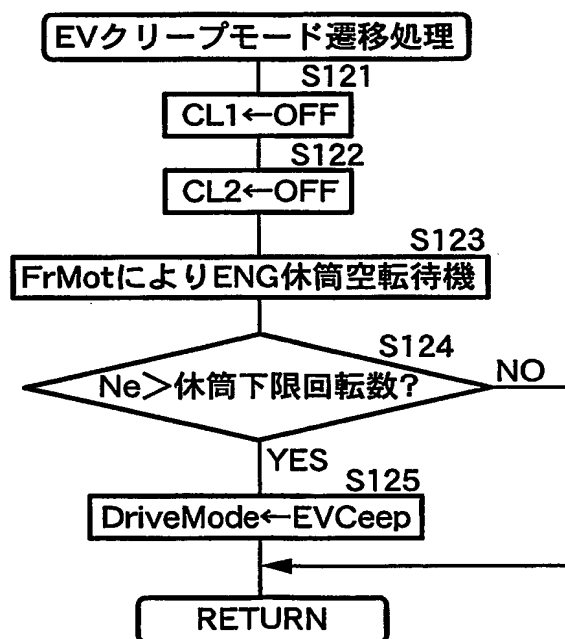 EVクリープモード遷移処理
S121
CL1←OFF
S122
CL2←OFF
S123
FrMotによりENG休筒空転待機
S124
Ne＞休筒下限回転数?
NO
YES
S125
DriveMode←EVCeep
RETURN